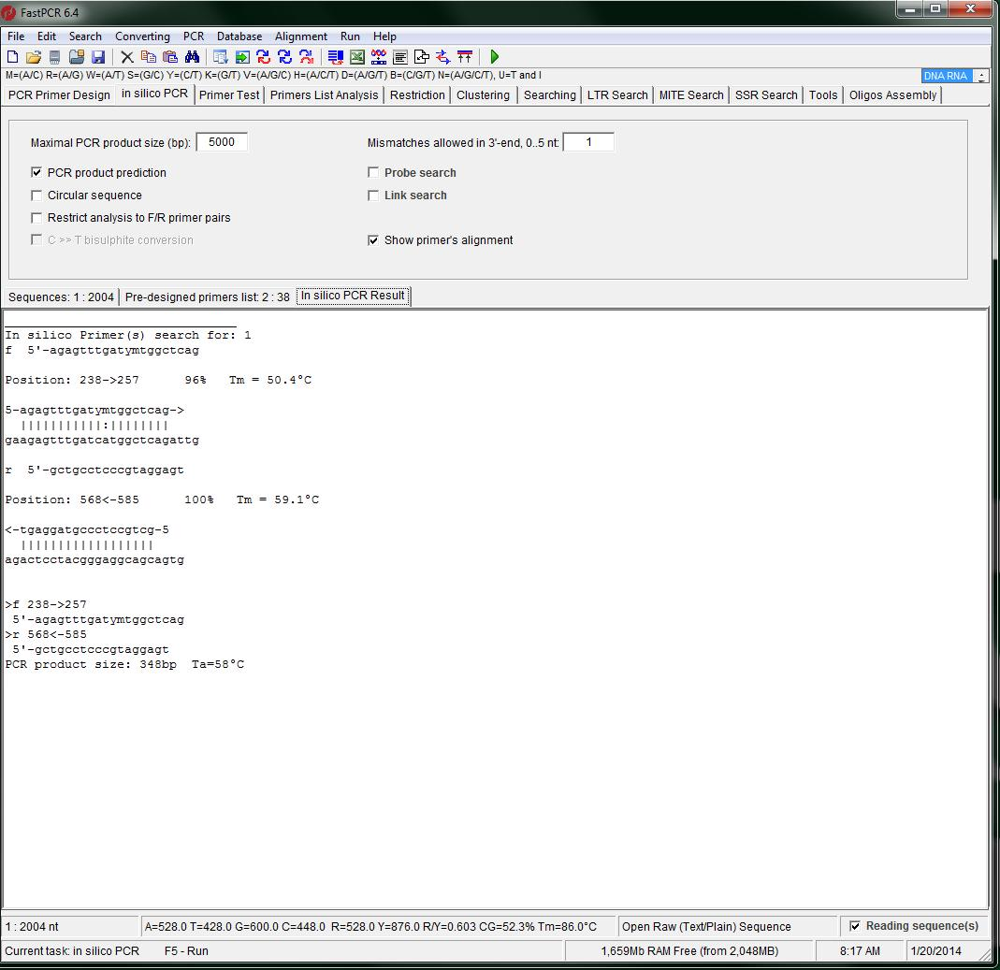 FastPCR 6.4
File Edit Search Converting PCR Database Alignment Run Help
M=(A/C) R=(A/G) W=(A/T) S=(G/C) Y=(C/T) K=(G/T) V=(A/G/C) H=(A/C/T) D=(A/G/T) B=(C/G/T) N=(A/G/C/T), U=T and I
DNA RNA
PCR Primer Design in silico PCR Primer Test Primers List Analysis Restriction Clustering Searching LTR Search MITE Search SSR Search Tools Oligos Assembly
Maximal PCR product size (bp): 5000 Mismatches allowed in 3'-end, 0..5 nt: 1
PCR product prediction Probe search
Circular sequence Link search
Restrict analysis to F/R primer pairs
C >> T bisulphite conversion Show primer's alignment
Sequences: 1 : 2004 Pre-designed primers list: 2 : 38 In silico PCR Result
In silico Primer(s) search for: 1
f 5'-agagtttgatymtggctcag
Position: 238->257 96% Tm = 50.4°C
5-agagtttgatymtggctcag->
|||||||||||:||||||||
gaagagtttgatcatggctcagattg
r 5'-gctgcctcccgtaggagt
Position: 568<-585 100% Tm = 59.1°C
<-tgaggatgccctccgtcg-5
||||||||||||||||||
agactcctacgggaggcagcagtg
>f 238->257
5'-agagtttgatymtggctcag
>r 568<-585
5'-gctgcctcccgtaggagt
PCR product size: 348bp Ta=58°C
1 : 2004 nt A=528.0 T=428.0 G=600.0 C=448.0 R=528.0 Y=876.0 R/Y=0.603 CG=52.3% Tm=86.0°C Open Raw (Text/Plain) Sequence Reading sequence(s)
Current task: in silico PCR F5 - Run 1,659Mb RAM Free (from 2,048MB) 8:17 AM 1/20/2014